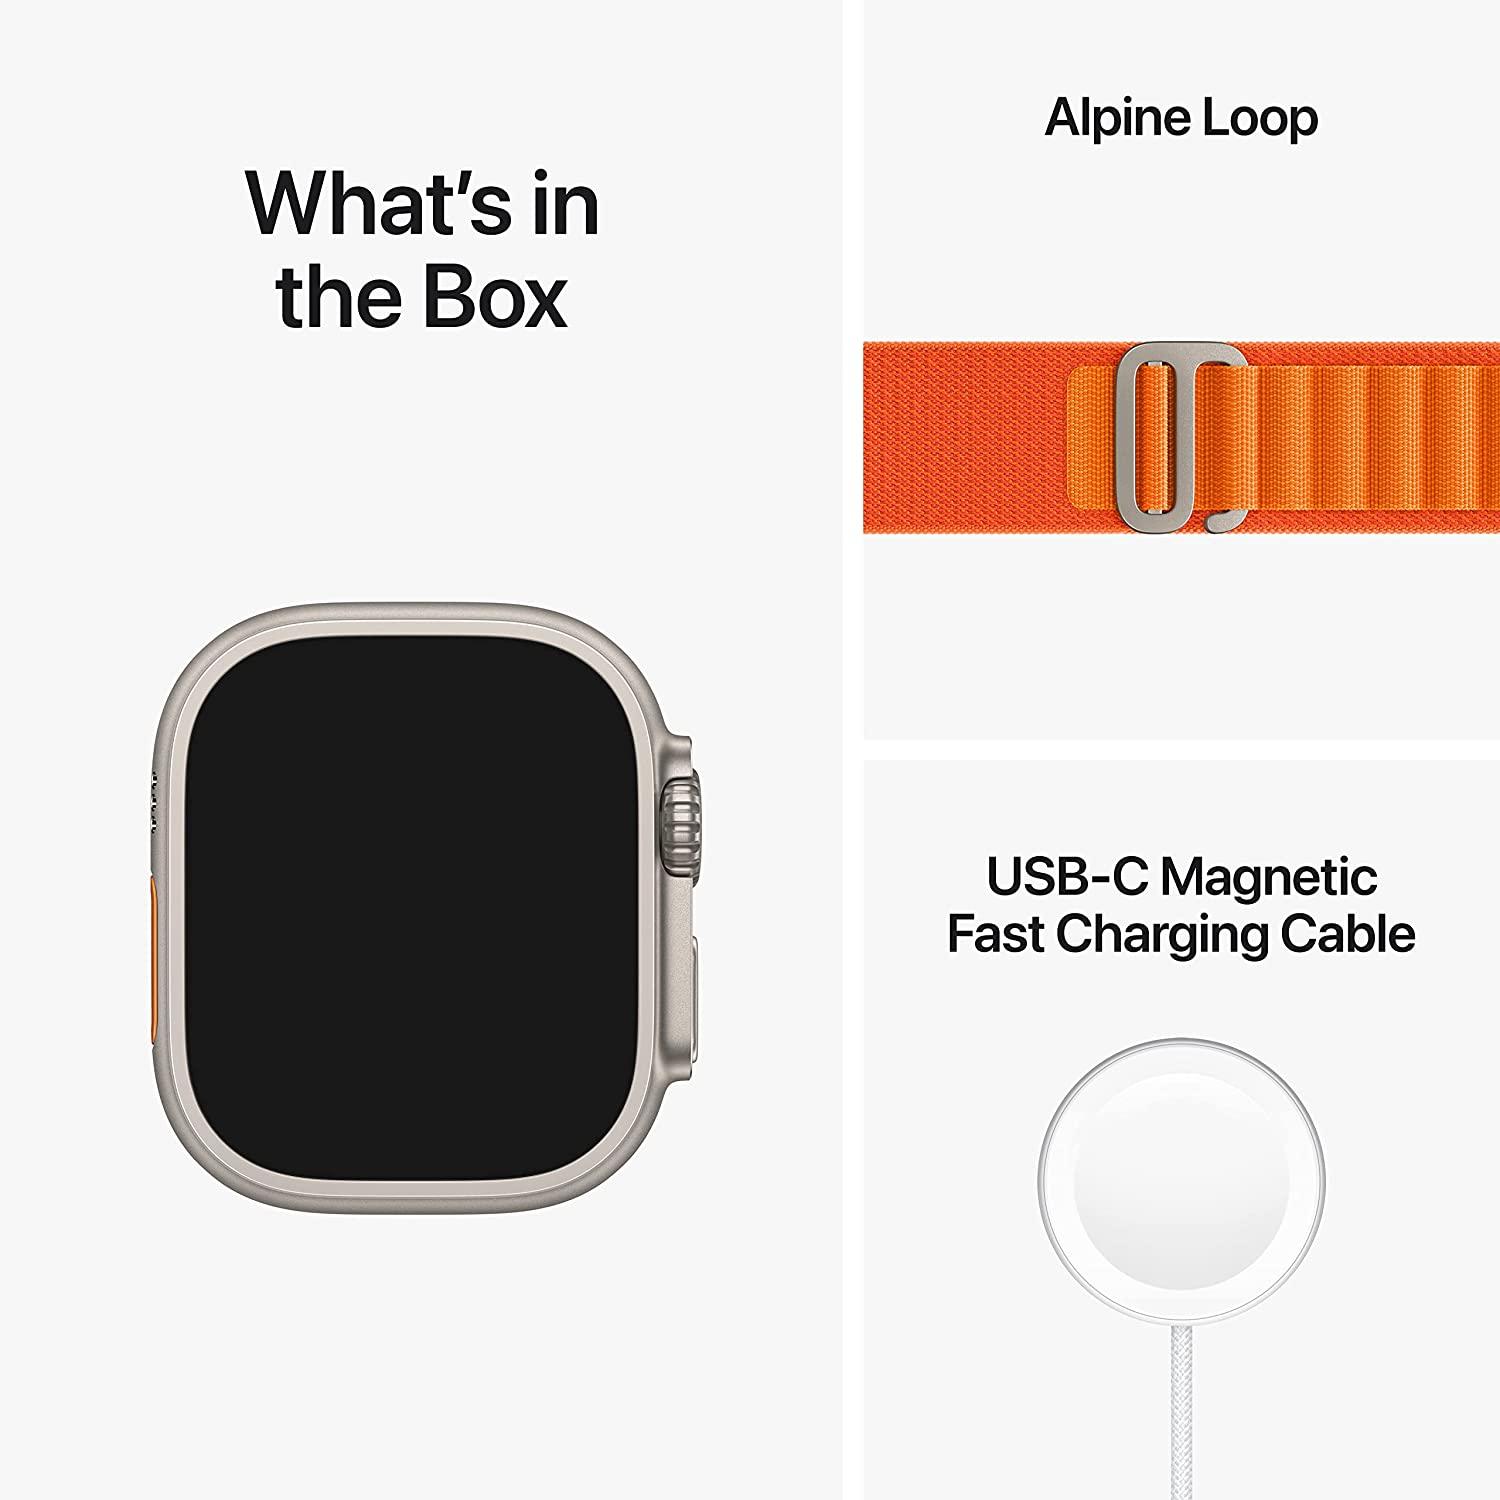 What’s in
the Box
Alpine Loop
USB-C Magnetic
Fast Charging Cable